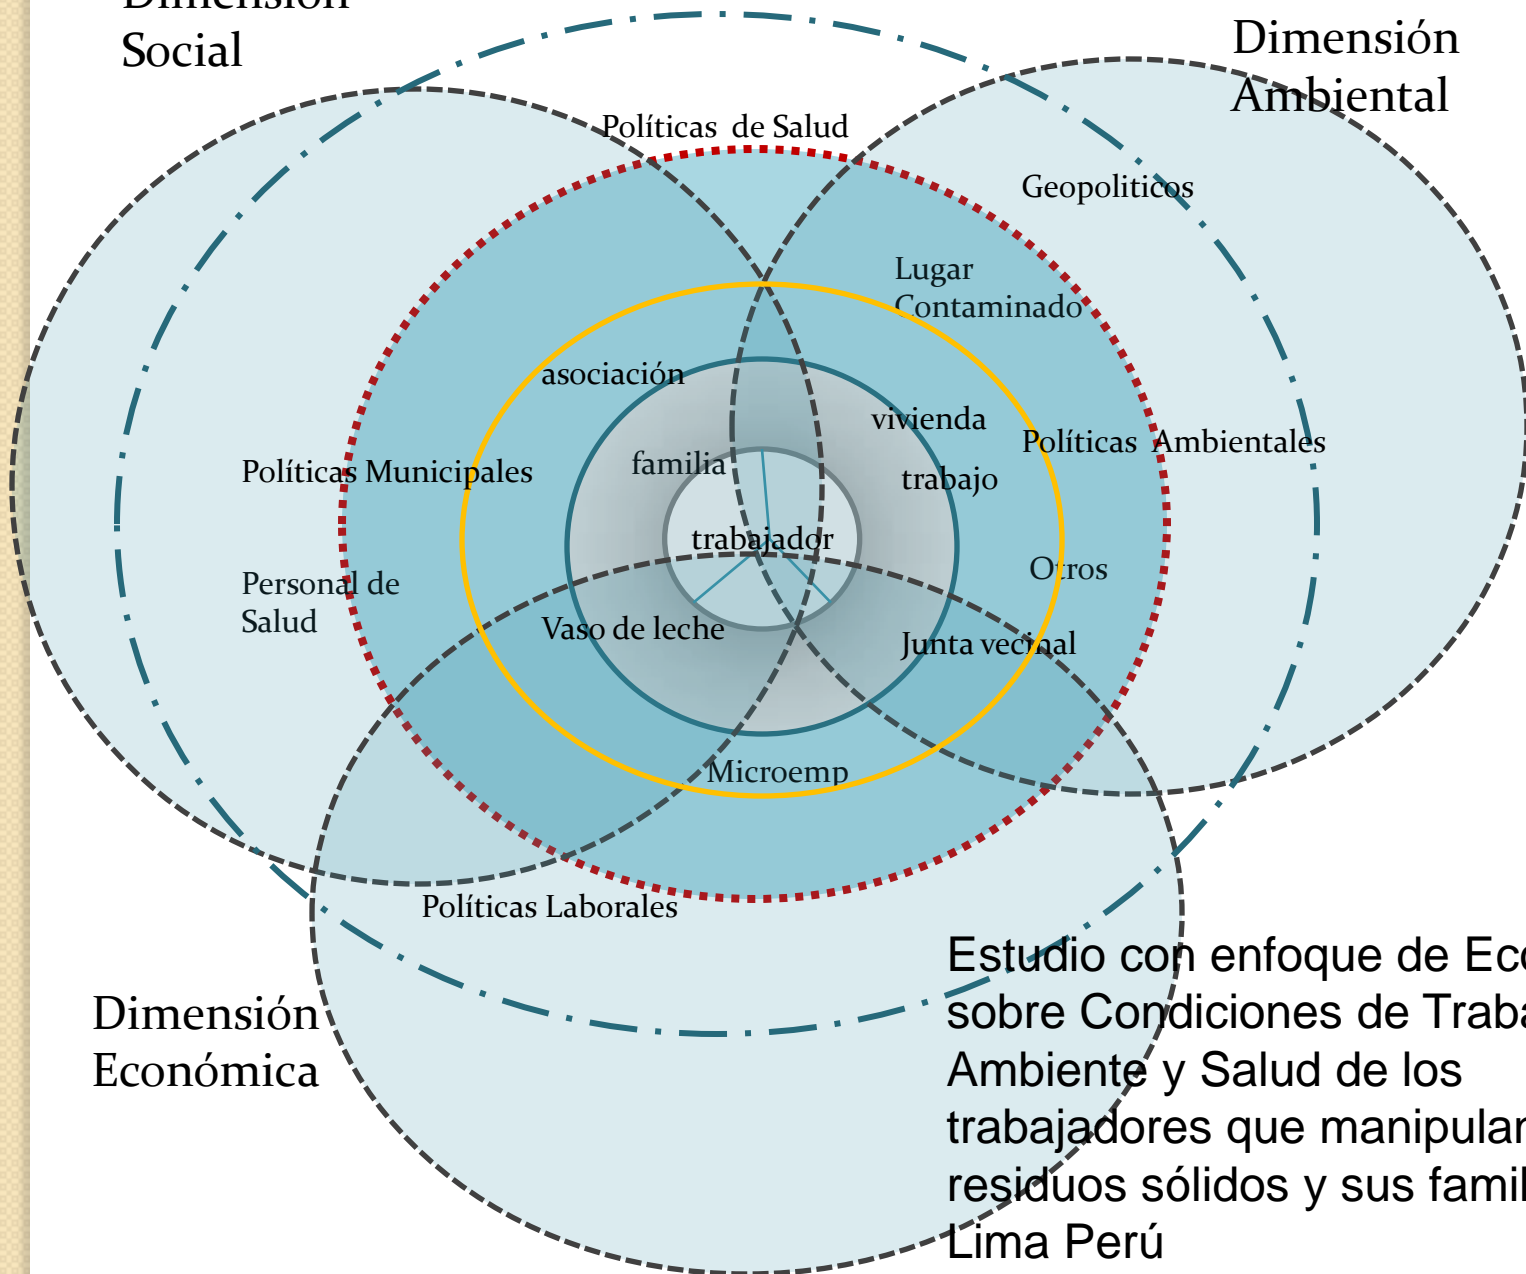 Dimensión
Social
Dimensión
Ambiental
Políticas de Salud
Geopoliticos
Lugar
Contaminado
asociación
vivienda
Políticas Ambientales
familia
Políticas Municipales
trabajo
trabajador
Otros
Personal de
Salud
Vaso de leche
Junta vecinal
Microemp
Políticas Laborales
Dimensión
Económica
Estudio con enfoque de
sobre Condiciones de
Ambiente y Salud de los
trabajadores que
residuos sólidos y sus
Lima Perú